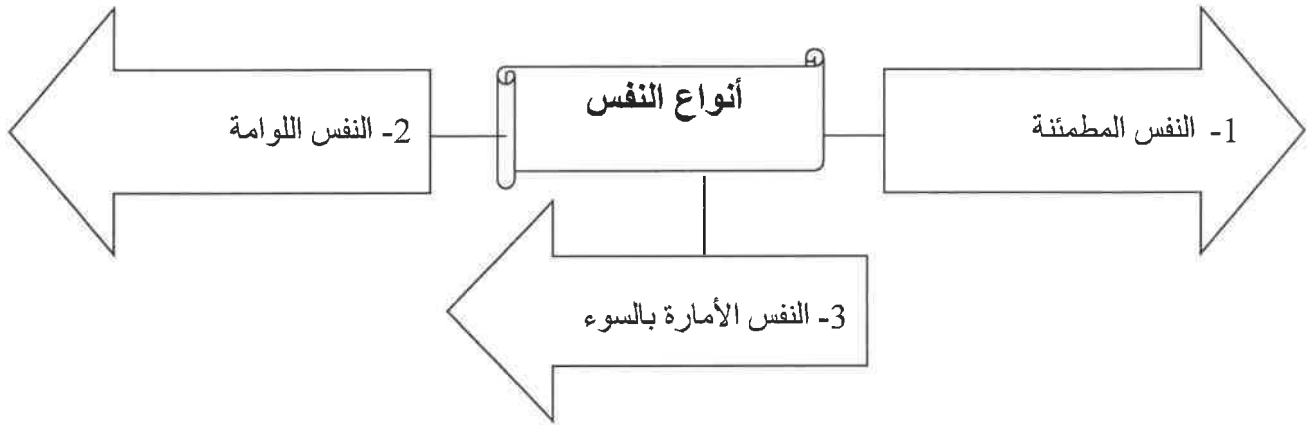 أنواع النفس
1- النفس المطمئنة
2- النفس اللوامة
3- النفس الأمارة بالسوء